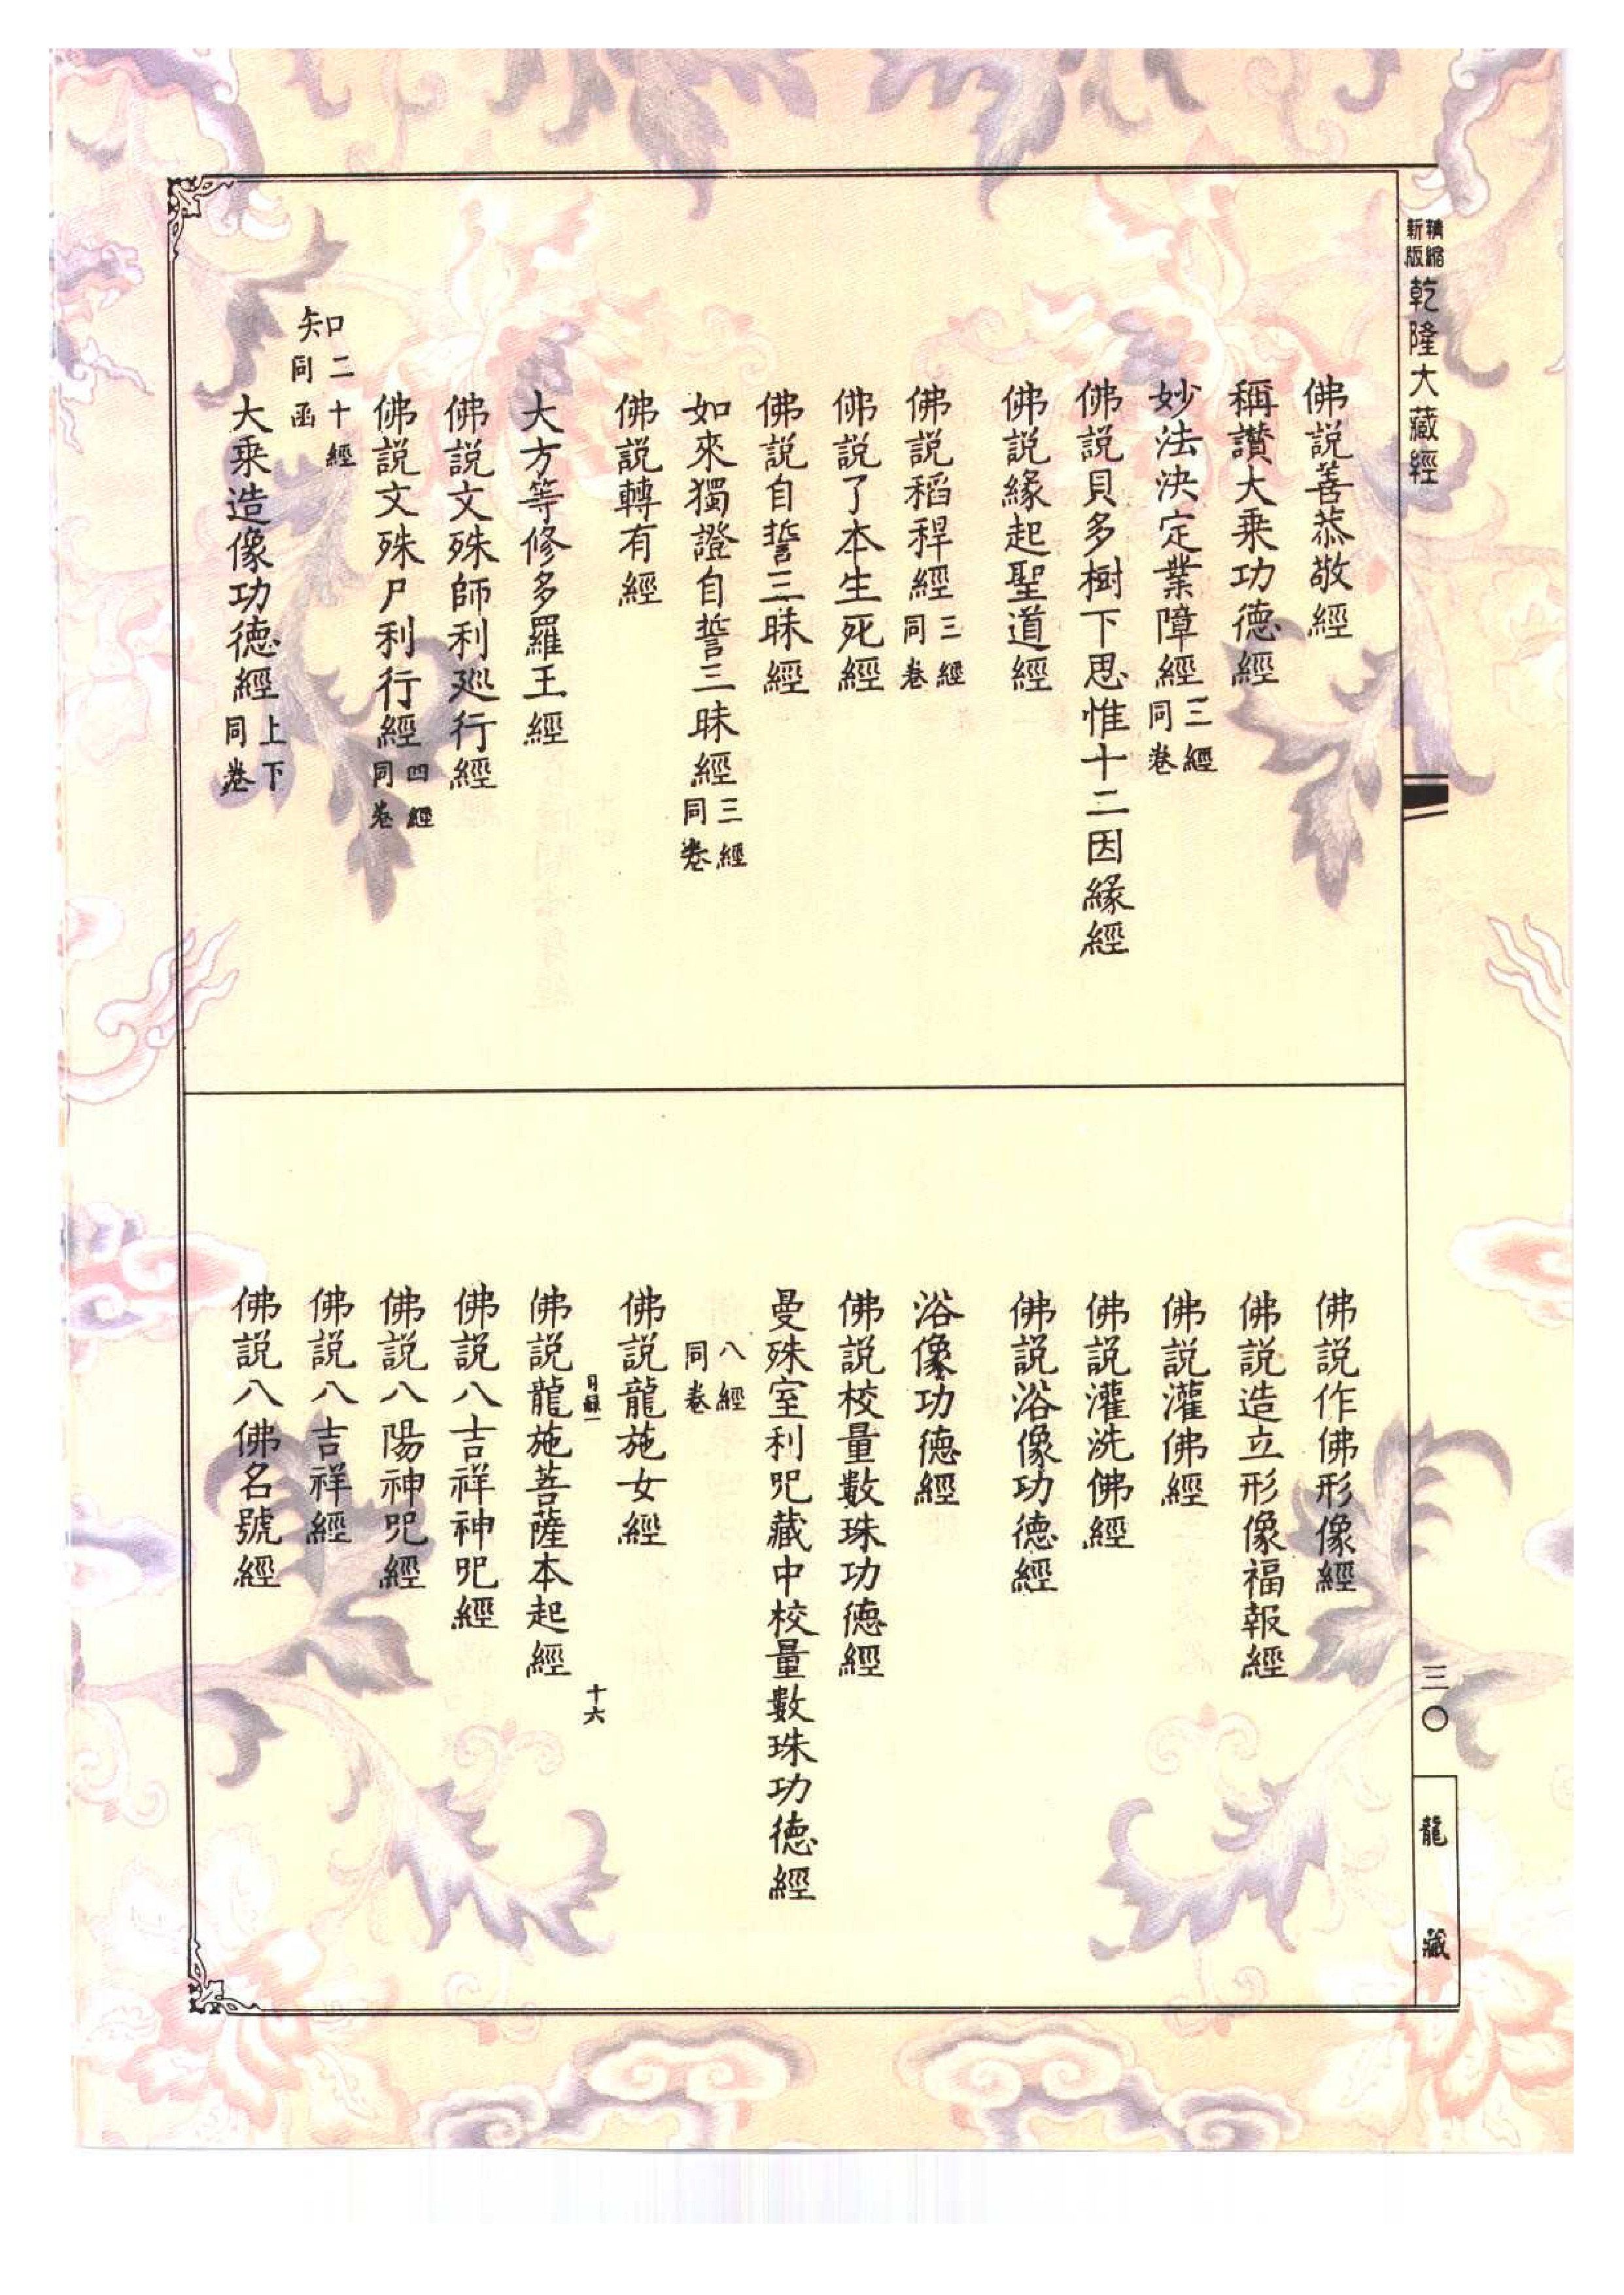 精縮新版乾隆大藏經
三〇
龍藏
佛說善恭敬經
稱讃大乘功德經
妙法決定業障經三經同卷
佛說貝多樹下思惟十二因緣經
佛說緣起聖道經
佛說稻稈經三經同卷
佛說了本生死經
佛說自誓三昧經
如來獨證自誓三昧經三經同卷
佛說轉有經
大方等修多羅王經
佛說文殊師利廵行經
佛說文殊尸利行經四經同卷
知二十經同函
大乘造像功德經上下同卷
佛說作佛形像經
佛說造立形像福報經
佛說灌佛經
佛說灌洗佛經
佛說浴像功德經
浴像功德經
佛說校量數珠功德經
曼殊室利呪藏中校量數珠功德經
八經同卷
佛說龍施女經
目錄一 十六
佛說龍施菩薩本起經
佛說八吉祥神呪經
佛說八陽神呪經
佛說八吉祥經
佛說八佛名號經